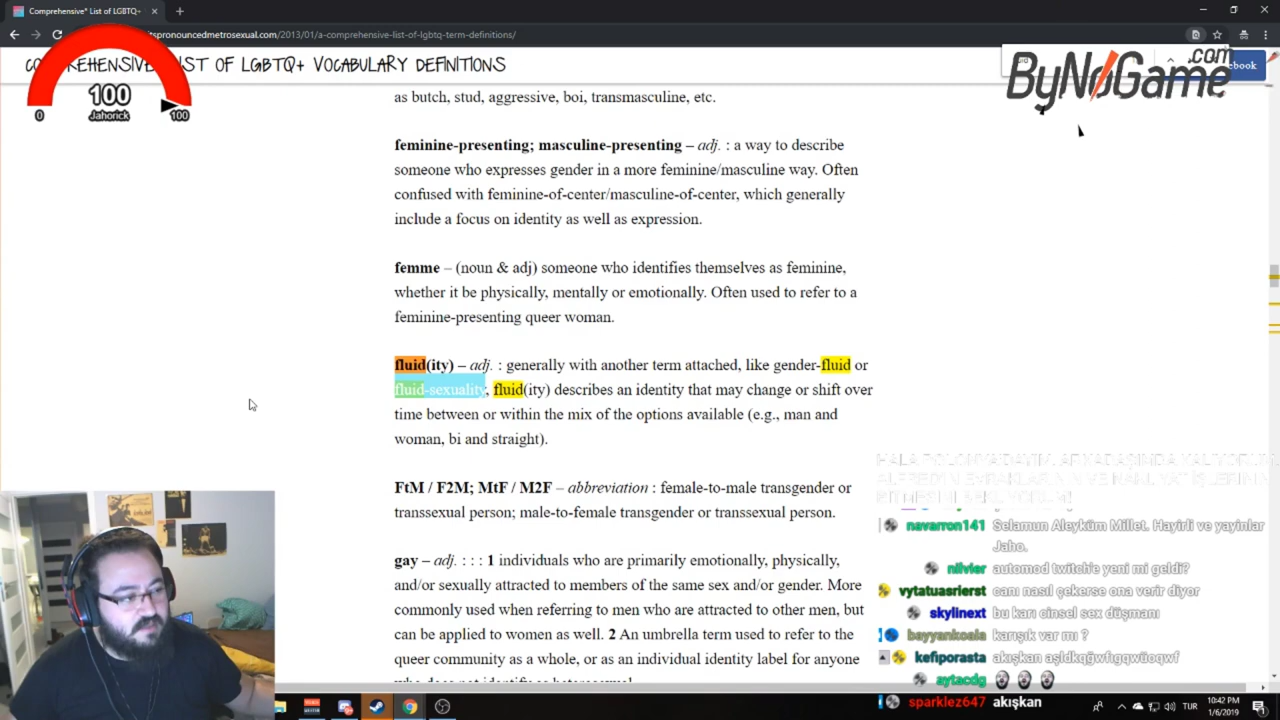 Comprehensive* List of LGBTQ+
itspronouncedmetrosexual.com/2013/01/a-comprehensive-list-of-lgbtq-term-definitions/
LIST OF LGBTQ+ VOCABULARY DEFINITIONS
100
Jahorick
0
100
ByNoGame
.com
as butch, stud, aggressive, boi, transmasculine, etc.
feminine-presenting; masculine-presenting – adj. : a way to describe
someone who expresses gender in a more feminine/masculine way. Often
confused with feminine-of-center/masculine-of-center, which generally
include a focus on identity as well as expression.
femme – (noun & adj) someone who identifies themselves as feminine,
whether it be physically, mentally or emotionally. Often used to refer to a
feminine-presenting queer woman.
fluid(ity) – adj. : generally with another term attached, like gender-fluid or
fluid-sexuality, fluid(ity) describes an identity that may change or shift over
time between or within the mix of the options available (e.g., man and
woman, bi and straight).
FtM / F2M; MtF / M2F – abbreviation : female-to-male transgender or
transsexual person; male-to-female transgender or transsexual person.
gay – adj. : : : 1 individuals who are primarily emotionally, physically,
and/or sexually attracted to members of the same sex and/or gender. More
commonly used when referring to men who are attracted to other men, but
can be applied to women as well. 2 An umbrella term used to refer to the
queer community as a whole, or as an individual identity label for anyone
navarron141 Selamun Aleyküm Millet. Hayirli ve yayinlar
Jaho.
nilvier automod twitch'e yeni mi geldi?
vytatuasrierst canı nasıl çekerse ona verir diyor
skylinext bu karı cinsel sex düşmanı
bayyankoala karışık var mı ?
kefiporasta akışkan aşldkqğwfıgqwüoqwf
aytacdg
sparklez647 akışkan
TUR
10:42 PM
1/6/2019